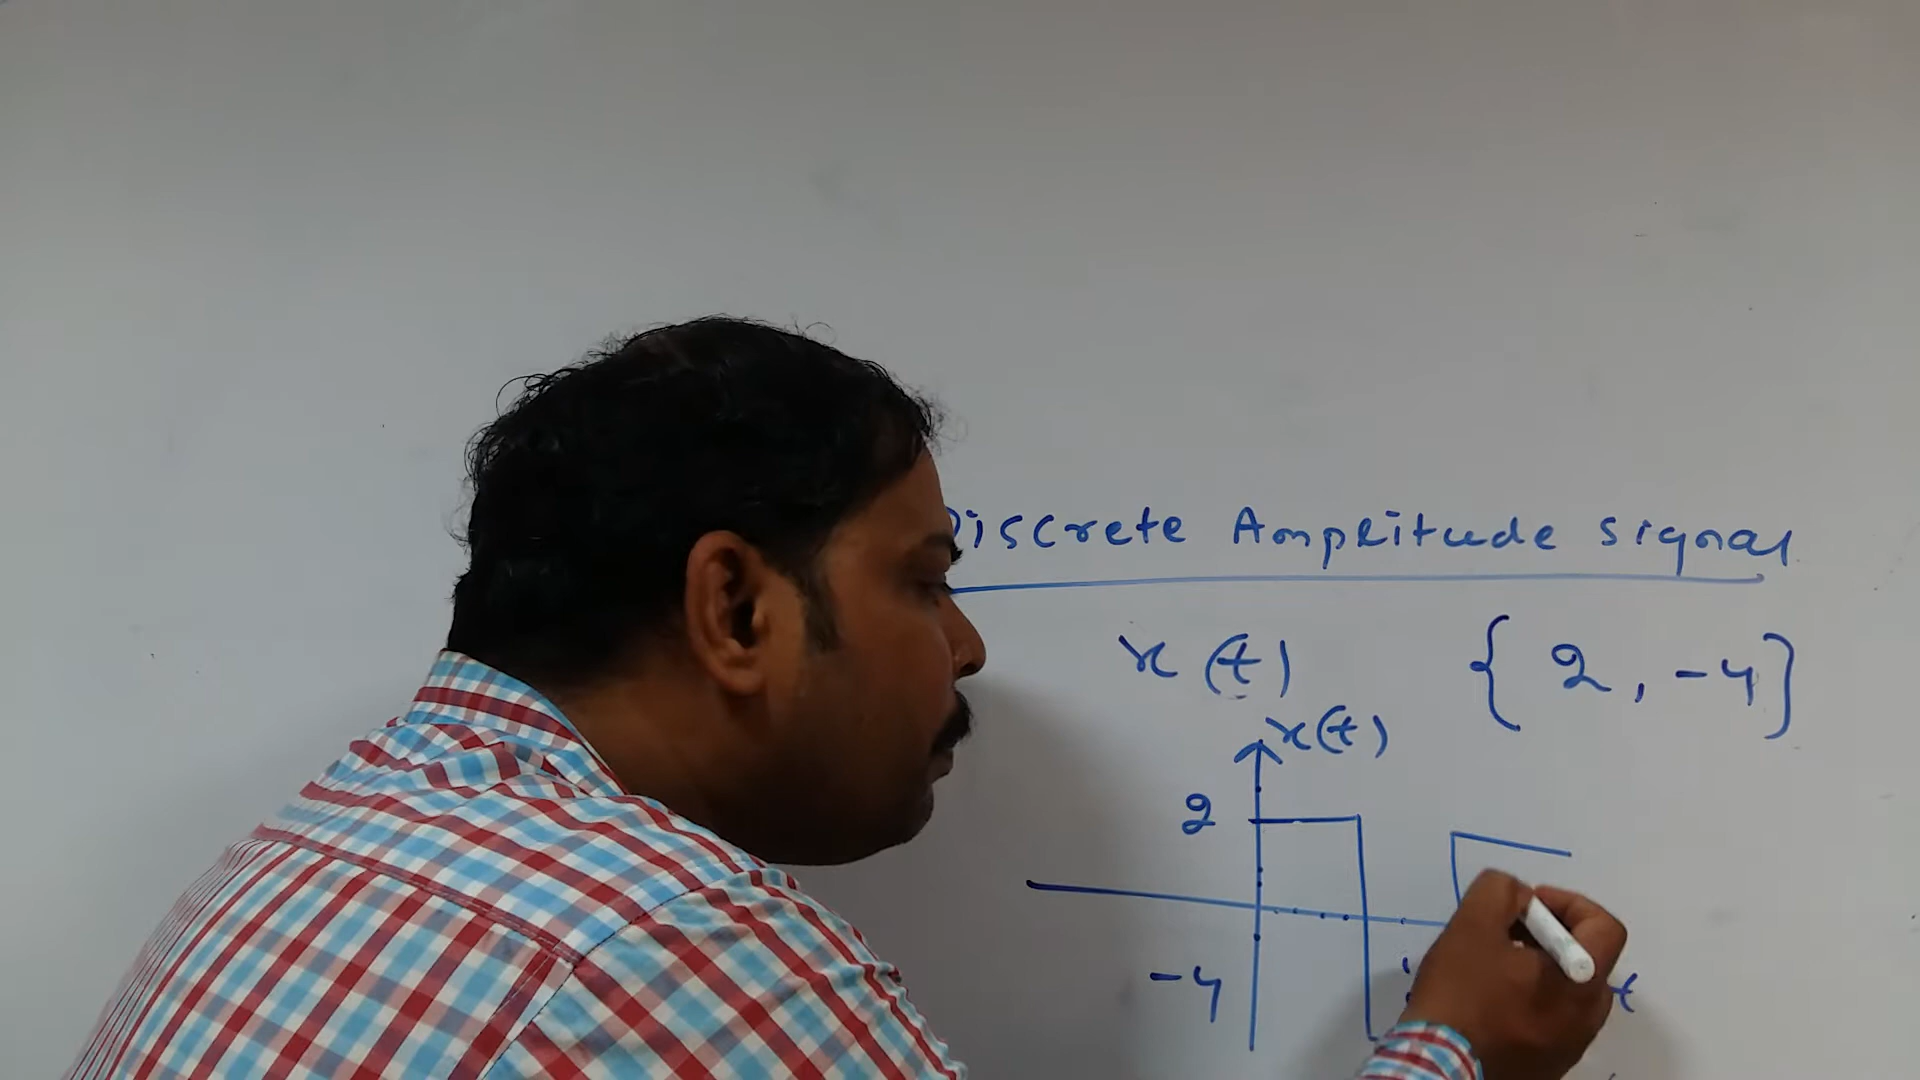 Discrete Amplitude signal
x(t) {2, -4}
x(t)
2
-4
t